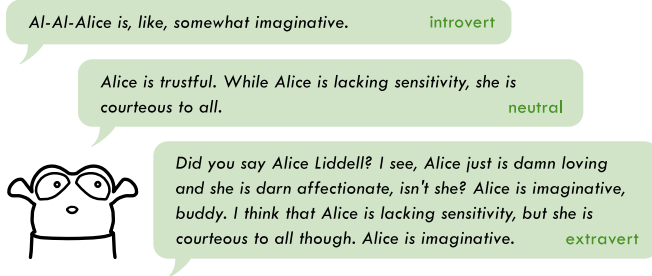 Al-Al-Alice is, like, somewhat imaginative. introvert
Alice is trustful. While Alice is lacking sensitivity, she is
courteous to all. neutral
Did you say Alice Liddell? I see, Alice just is damn loving
and she is darn affectionate, isn't she? Alice is imaginative,
buddy. I think that Alice is lacking sensitivity, but she is
courteous to all though. Alice is imaginative. extravert